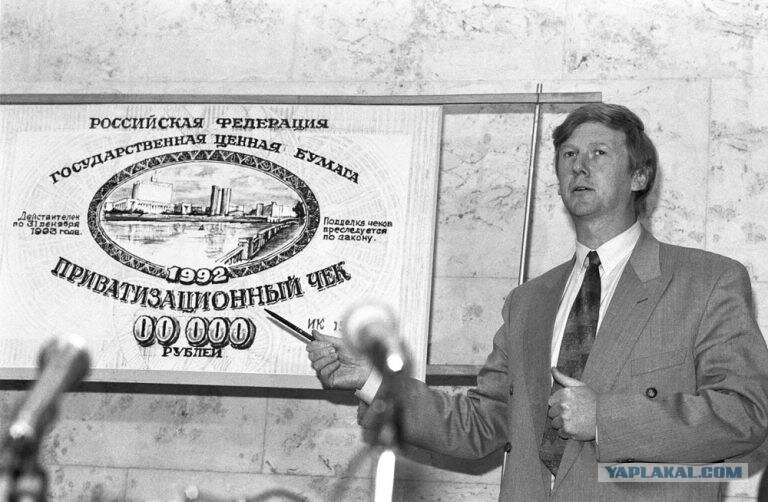 РОССИЙСКАЯ ФЕДЕРАЦИЯ
ГОСУДАРСТВЕННАЯ ЦЕННАЯ БУМАГА
Действителен
по 31 декабря
1993 года.
Подделка чеков
преследуется
по закону.
1992
ПРИВАТИЗАЦИОННЫЙ ЧЕК
10 000
РУБЛЕЙ
ИК
YAPLAKAL.COM